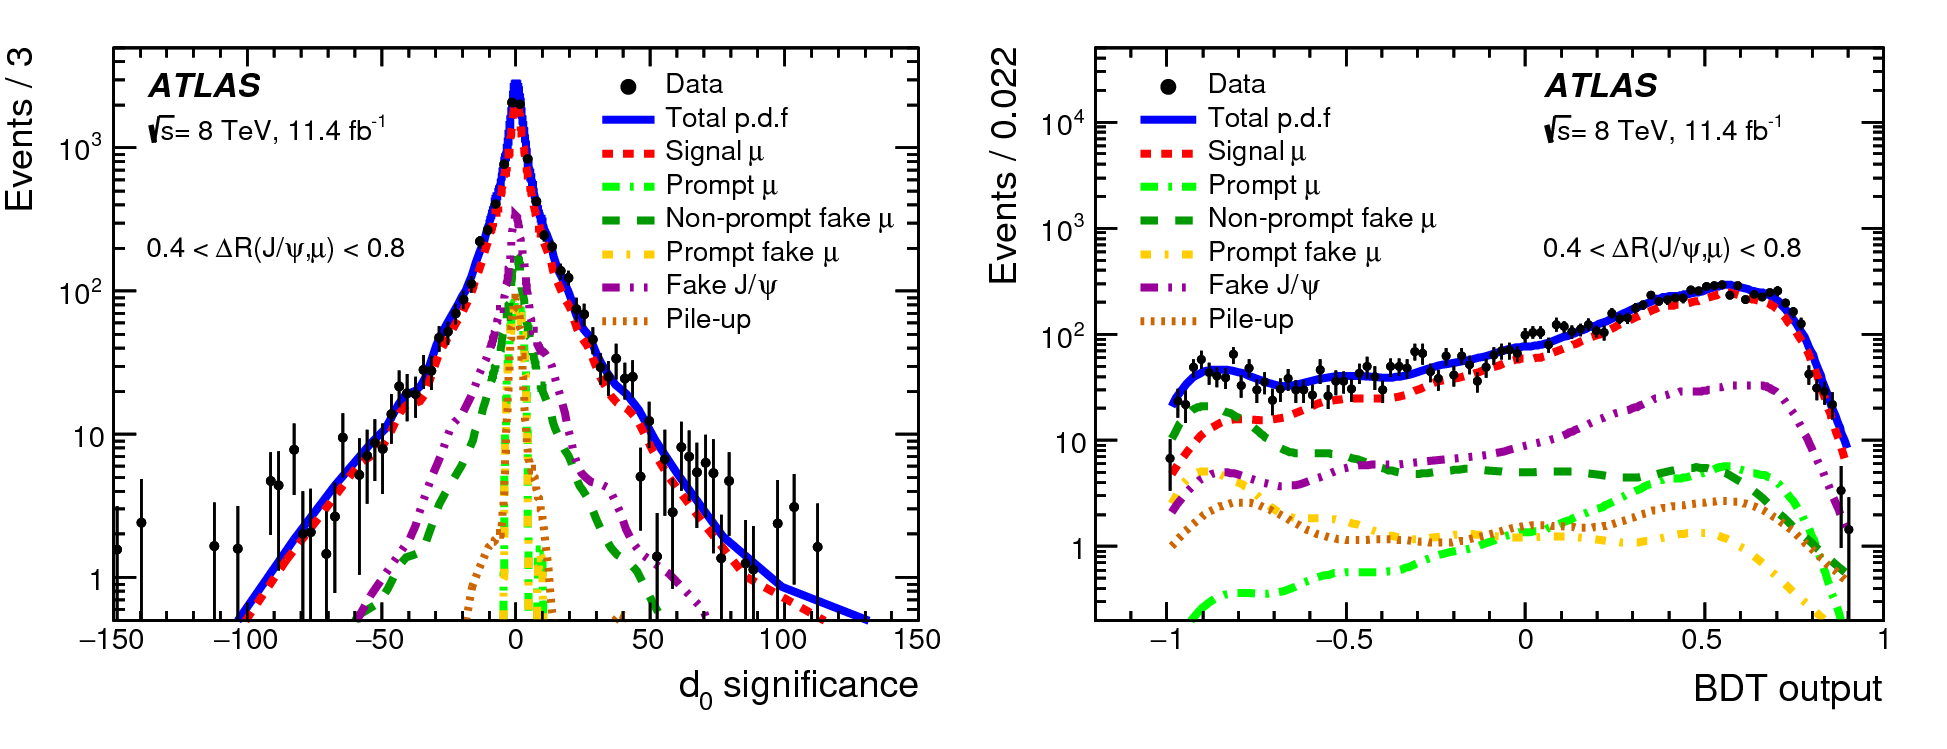 Events / 3
ATLAS
√s= 8 TeV, 11.4 fb⁻¹
0.4 < ΔR(J/ψ,μ) < 0.8
Data
Total p.d.f
Signal μ
Prompt μ
Non-prompt fake μ
Prompt fake μ
Fake J/ψ
Pile-up
10³
10²
10
1
−150 −100 −50 0 50 100 150
d₀ significance
Events / 0.022
Data
Total p.d.f
Signal μ
Prompt μ
Non-prompt fake μ
Prompt fake μ
Fake J/ψ
Pile-up
ATLAS
√s= 8 TeV, 11.4 fb⁻¹
0.4 < ΔR(J/ψ,μ) < 0.8
10⁴
10³
10²
10
1
−1 −0.5 0 0.5 1
BDT output